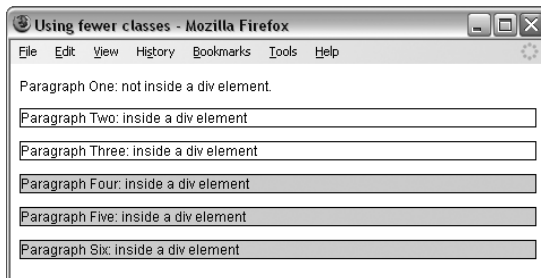 Using fewer classes - Mozilla Firefox
File Edit View History Bookmarks Tools Help
Paragraph One: not inside a div element.
Paragraph Two: inside a div element
Paragraph Three: inside a div element
Paragraph Four: inside a div element
Paragraph Five: inside a div element
Paragraph Six: inside a div element